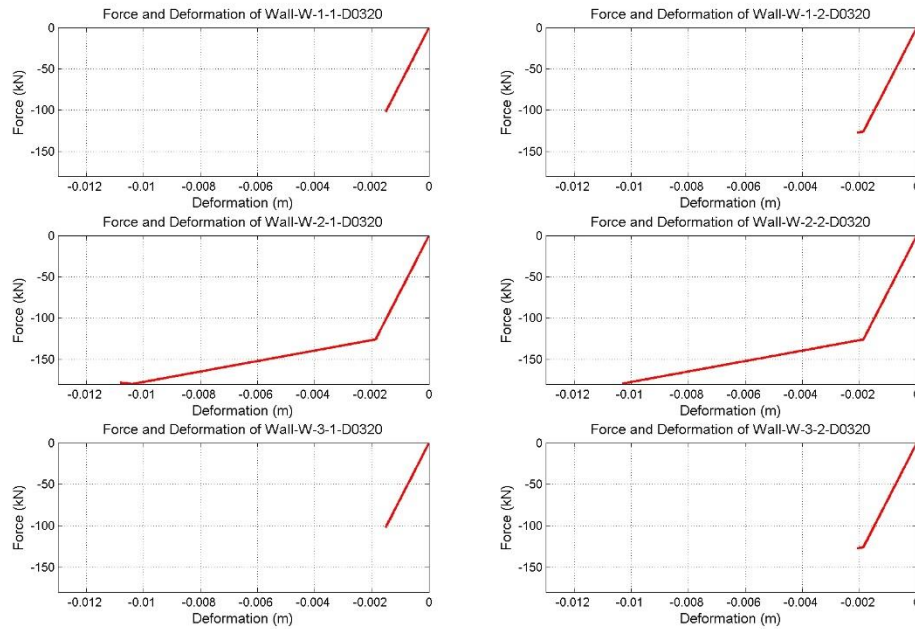 Force and Deformation of Wall-W-1-1-D0320
0
-50
-100
-150
Force (kN)
-0.012 -0.01 -0.008 -0.006 -0.004 -0.002 0
Deformation (m)
Force and Deformation of Wall-W-1-2-D0320
0
-50
-100
-150
Force (kN)
-0.012 -0.01 -0.008 -0.006 -0.004 -0.002
Deformation (m)
Force and Deformation of Wall-W-2-1-D0320
0
-50
-100
-150
Force (kN)
-0.012 -0.01 -0.008 -0.006 -0.004 -0.002 0
Deformation (m)
Force and Deformation of Wall-W-2-2-D0320
0
-50
-100
-150
Force (kN)
-0.012 -0.01 -0.008 -0.006 -0.004 -0.002
Deformation (m)
Force and Deformation of Wall-W-3-1-D0320
0
-50
-100
-150
Force (kN)
-0.012 -0.01 -0.008 -0.006 -0.004 -0.002 0
Deformation (m)
Force and Deformation of Wall-W-3-2-D0320
0
-50
-100
-150
Force (kN)
-0.012 -0.01 -0.008 -0.006 -0.004 -0.002
Deformation (m)